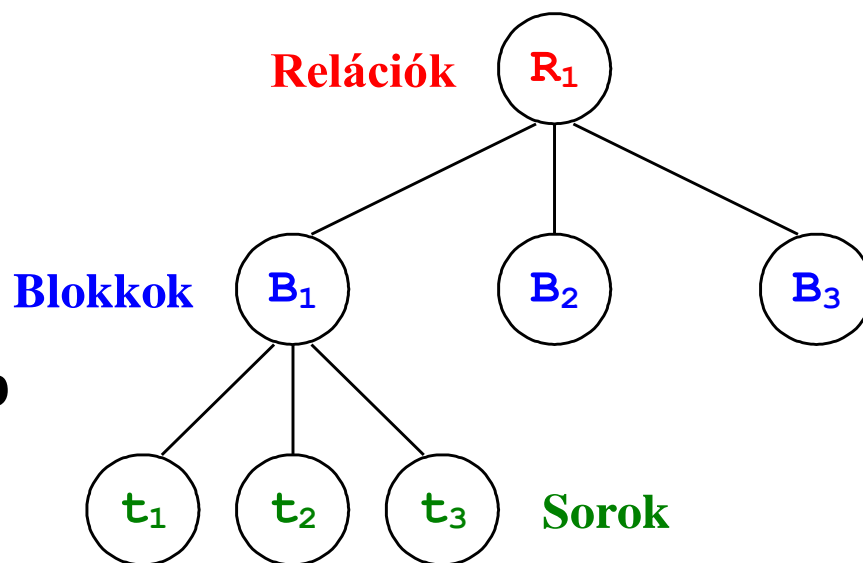 Relációk R₁
Blokkok B₁ B₂ B₃
t₁ t₂ t₃ Sorok